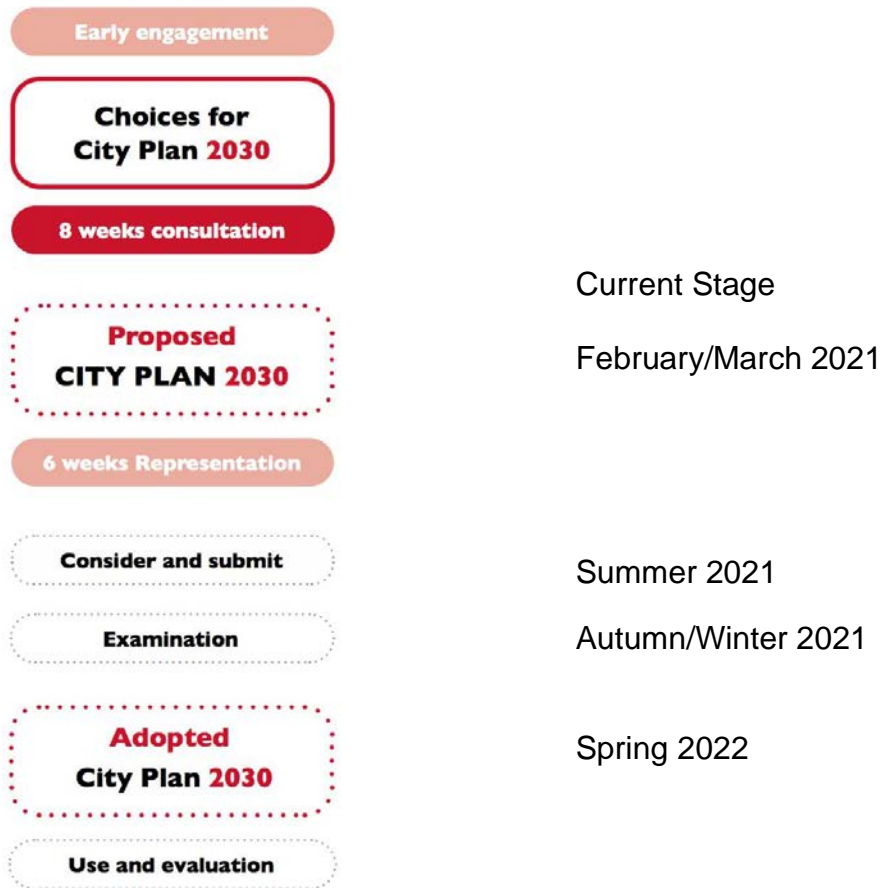 Early engagement
Choices for
City Plan 2030
8 weeks consultation
Current Stage
Proposed
CITY PLAN 2030
February/March 2021
6 weeks Representation
Consider and submit
Summer 2021
Examination
Autumn/Winter 2021
Adopted
City Plan 2030
Spring 2022
Use and evaluation